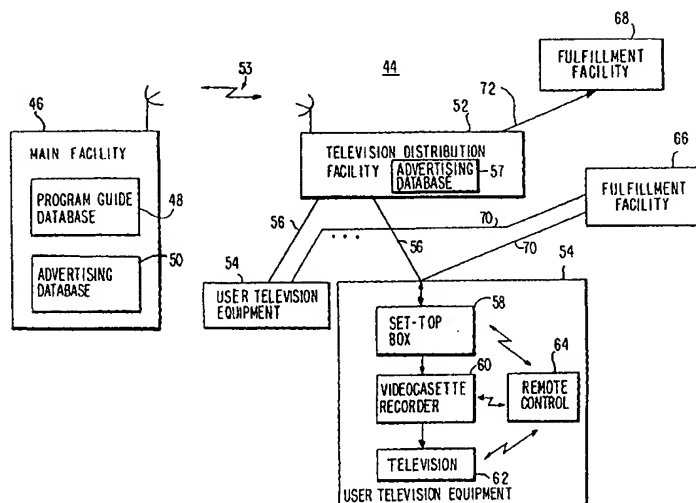 68
FULFILLMENT
FACILITY
44
53
72
46
52
MAIN FACILITY
TELEVISION DISTRIBUTION
FACILITY
ADVERTISING
DATABASE
57
66
FULFILLMENT
FACILITY
PROGRAM GUIDE
DATABASE
48
56
70
...
56
70
50
ADVERTISING
DATABASE
54
USER TELEVISION
EQUIPMENT
54
58
SET-TOP
BOX
60
64
VIDEOCASETTE
RECORDER
REMOTE
CONTROL
TELEVISION
62
USER TELEVISION EQUIPMENT